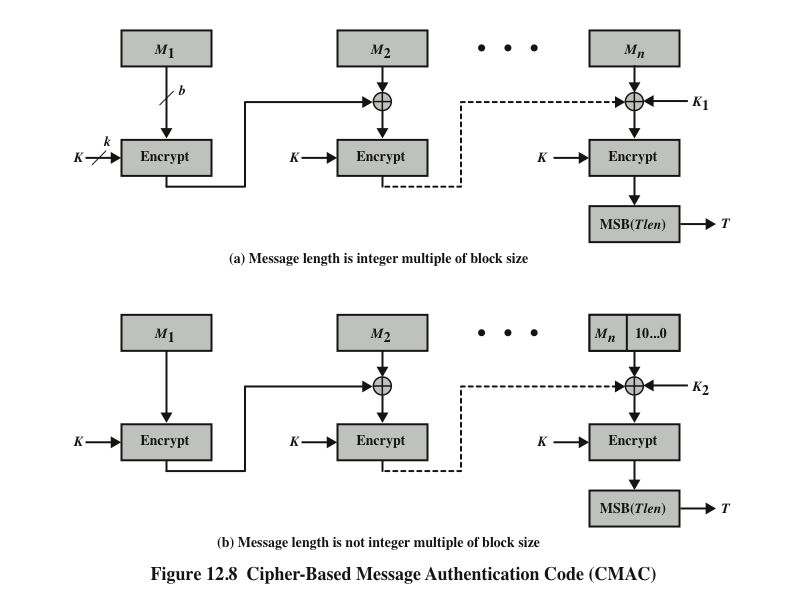 M1 M2 • • • Mn
b
K1
k
K Encrypt K Encrypt K Encrypt
MSB(Tlen) T
(a) Message length is integer multiple of block size
M1 M2 • • • Mn 10...0
K2
K Encrypt K Encrypt K Encrypt
MSB(Tlen) T
(b) Message length is not integer multiple of block size
Figure 12.8 Cipher-Based Message Authentication Code (CMAC)